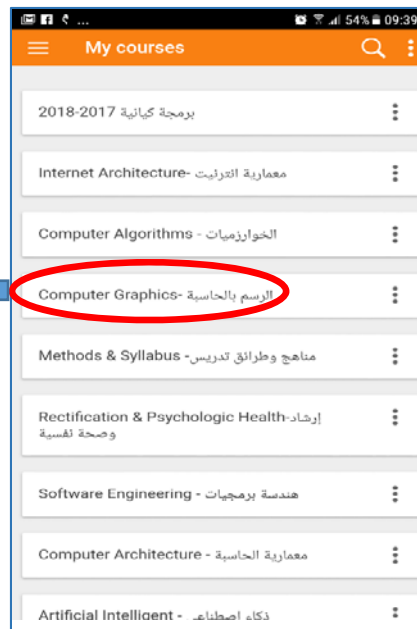 ... 54% 09:39
My courses
برمجة كيانية 2017-2018
Internet Architecture- معمارية انترنيت
Computer Algorithms - الخوارزميات
Computer Graphics- الرسم بالحاسبة
Methods & Syllabus -مناهج وطرائق تدريس
Rectification & Psychologic Health-إرشاد
وصحة نفسية
Software Engineering - هندسة برمجيات
Computer Architecture - معمارية الحاسبة
Artificial Intelligent - ذكاء اصطناعي